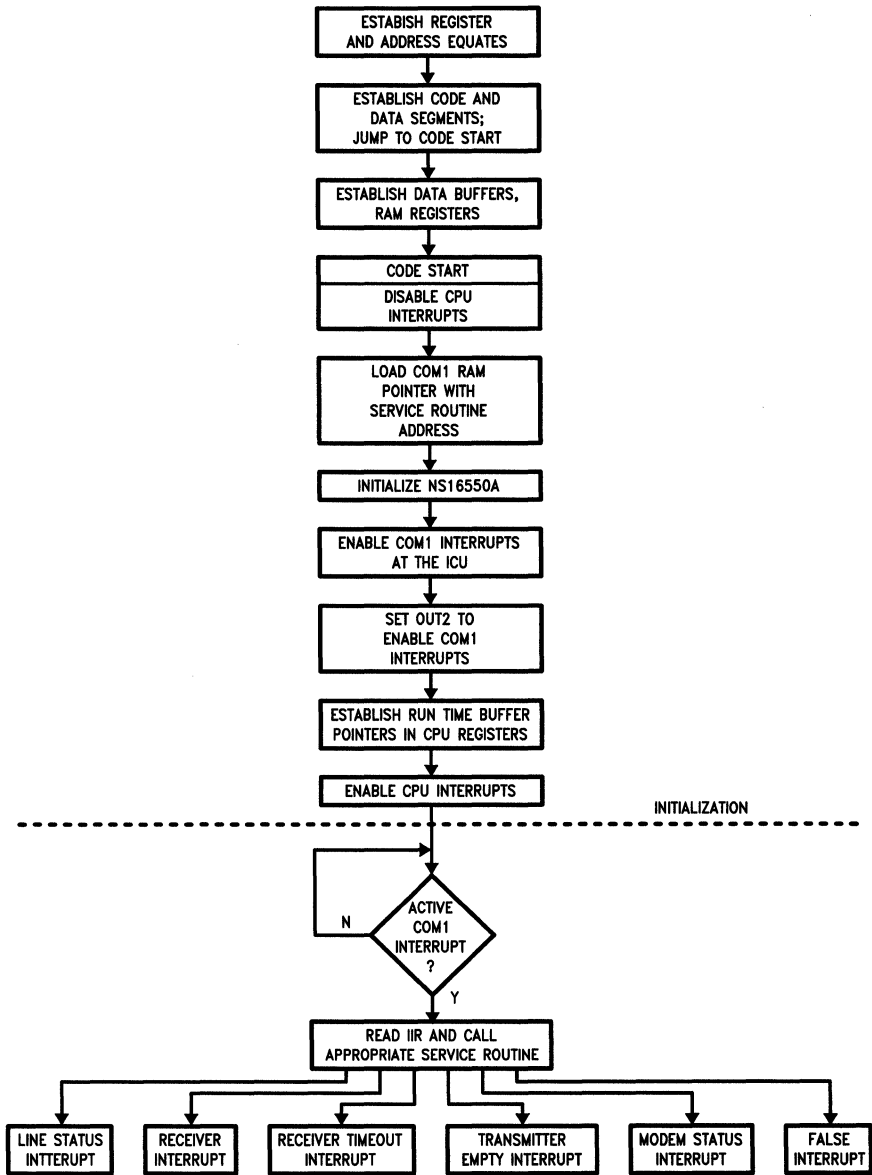 ESTABISH REGISTER
AND ADDRESS EQUATES
ESTABLISH CODE AND
DATA SEGMENTS;
JUMP TO CODE START
ESTABLISH DATA BUFFERS,
RAM REGISTERS
CODE START
DISABLE CPU
INTERRUPTS
LOAD COM1 RAM
POINTER WITH
SERVICE ROUTINE
ADDRESS
INITIALIZE NS16550A
ENABLE COM1 INTERRUPTS
AT THE ICU
SET OUT2 TO
ENABLE COM1
INTERRUPTS
ESTABLISH RUN TIME BUFFER
POINTERS IN CPU REGISTERS
ENABLE CPU INTERRUPTS
INITIALIZATION
ACTIVE
COM1
INTERRUPT
?
N
Y
READ IIR AND CALL
APPROPRIATE SERVICE ROUTINE
LINE STATUS
INTTERUPT
RECEIVER
INTERRUPT
RECEIVER TIMEOUT
INTERRUPT
TRANSMITTER
EMPTY INTERRUPT
MODEM STATUS
INTERRUPT
FALSE
INTERRUPT